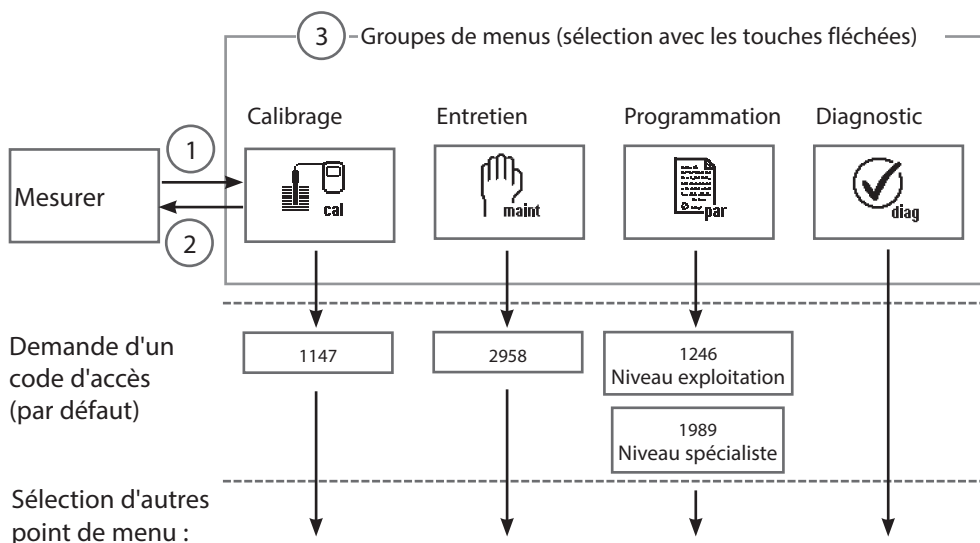 3
Groupes de menus (sélection avec les touches fléchées)
Calibrage
Entretien
Programmation
Diagnostic
Mesurer
1
2
cal
maint
par
diag
Demande d'un
code d'accès
(par défaut)
1147
2958
1246
Niveau exploitation
1989
Niveau spécialiste
Sélection d'autres
point de menu :